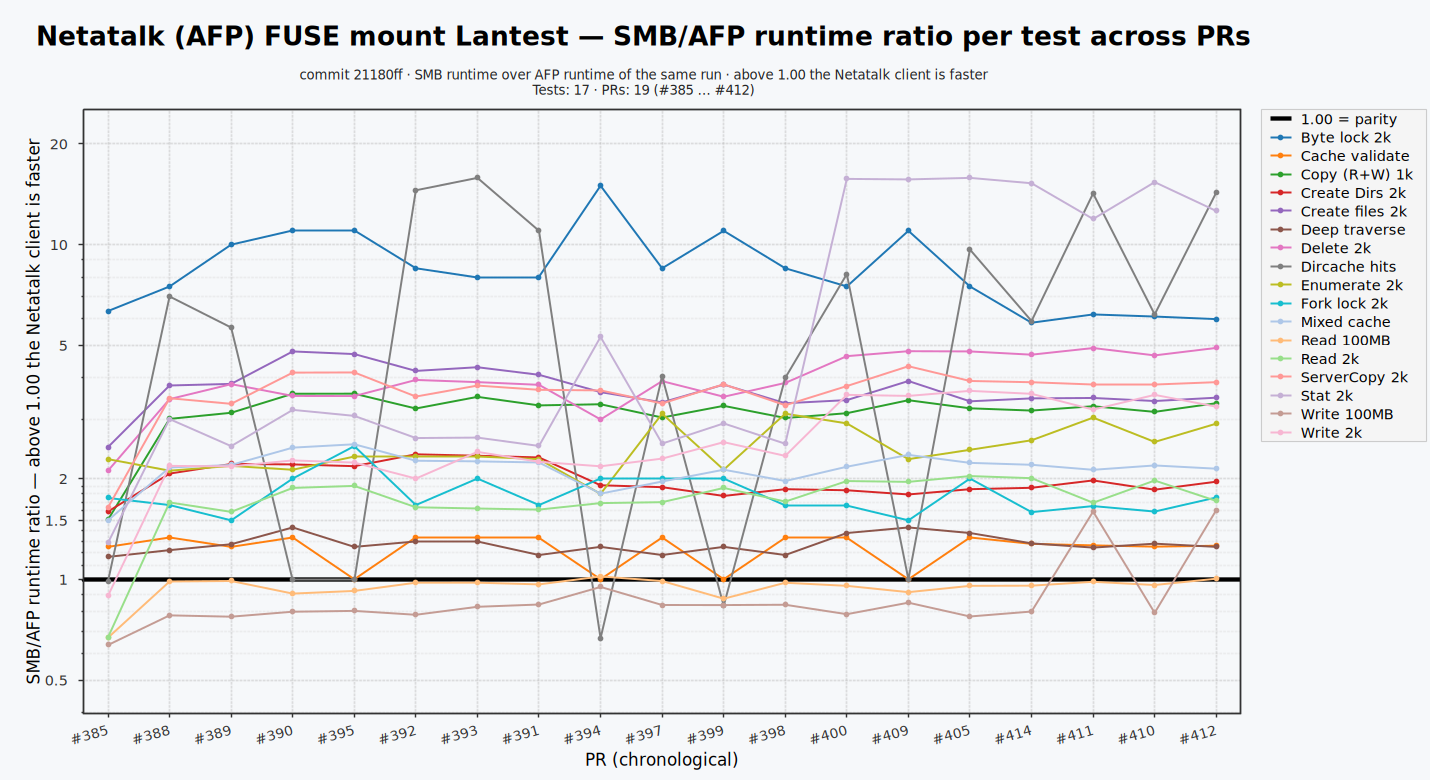 Netatalk (AFP) FUSE mount Lantest — SMB/AFP runtime ratio per test across PRs
commit 21180ff · SMB runtime over AFP runtime of the same run · above 1.00 the Netatalk client is faster
Tests: 17 · PRs: 19 (#385 ... #412)
SMB/AFP runtime ratio — above 1.00 the Netatalk client is faster
20
10
5
2
1.5
1
0.5
#385
#388
#389
#390
#395
#392
#393
#391
#394
#397
#399
#398
#400
#409
#405
#414
#411
#410
#412
PR (chronological)
1.00 = parity
Byte lock 2k
Cache validate
Copy (R+W) 1k
Create Dirs 2k
Create files 2k
Deep traverse
Delete 2k
Dircache hits
Enumerate 2k
Fork lock 2k
Mixed cache
Read 100MB
Read 2k
ServerCopy 2k
Stat 2k
Write 100MB
Write 2k